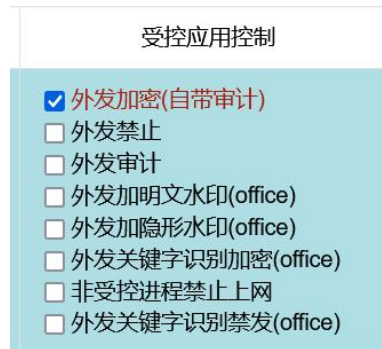 受控应用控制
外发加密(自带审计)
外发禁止
外发审计
外发加明文水印(office)
外发加隐形水印(office)
外发关键字识别加密(office)
非受控进程禁止上网
外发关键字识别禁发(office)